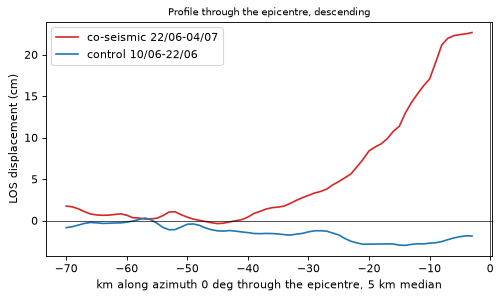 Profile through the epicentre, descending
co-seismic 22/06-04/07
control 10/06-22/06
LOS displacement (cm)
20
15
10
5
0
−70
−60
−50
−40
−30
−20
−10
0
km along azimuth 0 deg through the epicentre, 5 km median